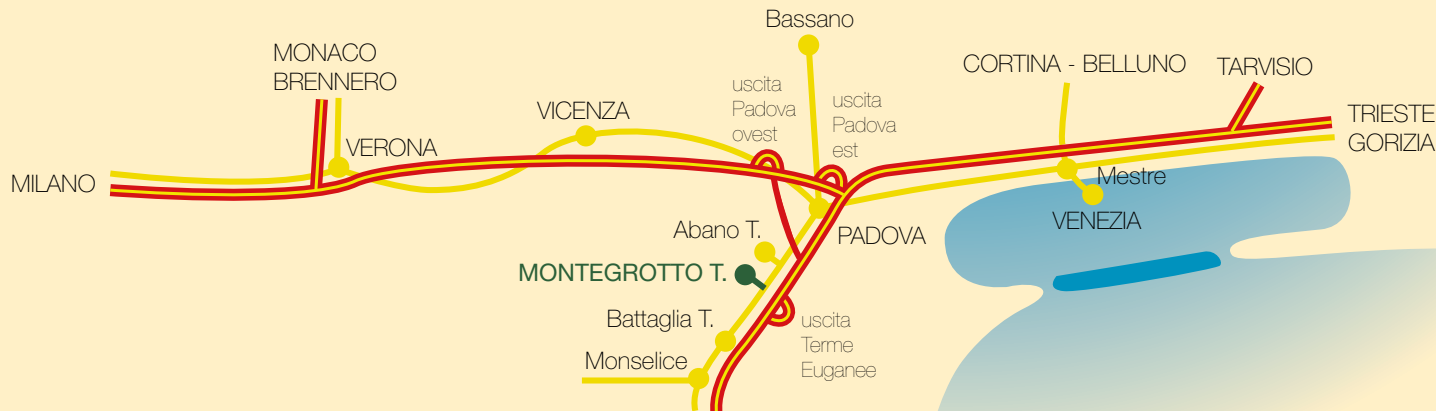 Bassano
MONACO
BRENNERO
CORTINA - BELLUNO
TARVISIO
uscita
Padova
ovest
uscita
Padova
est
VICENZA
TRIESTE
GORIZIA
VERONA
MILANO
Mestre
VENEZIA
Abano T.
PADOVA
MONTEGROTTO T.
Battaglia T.
uscita
Terme
Euganee
Monselice